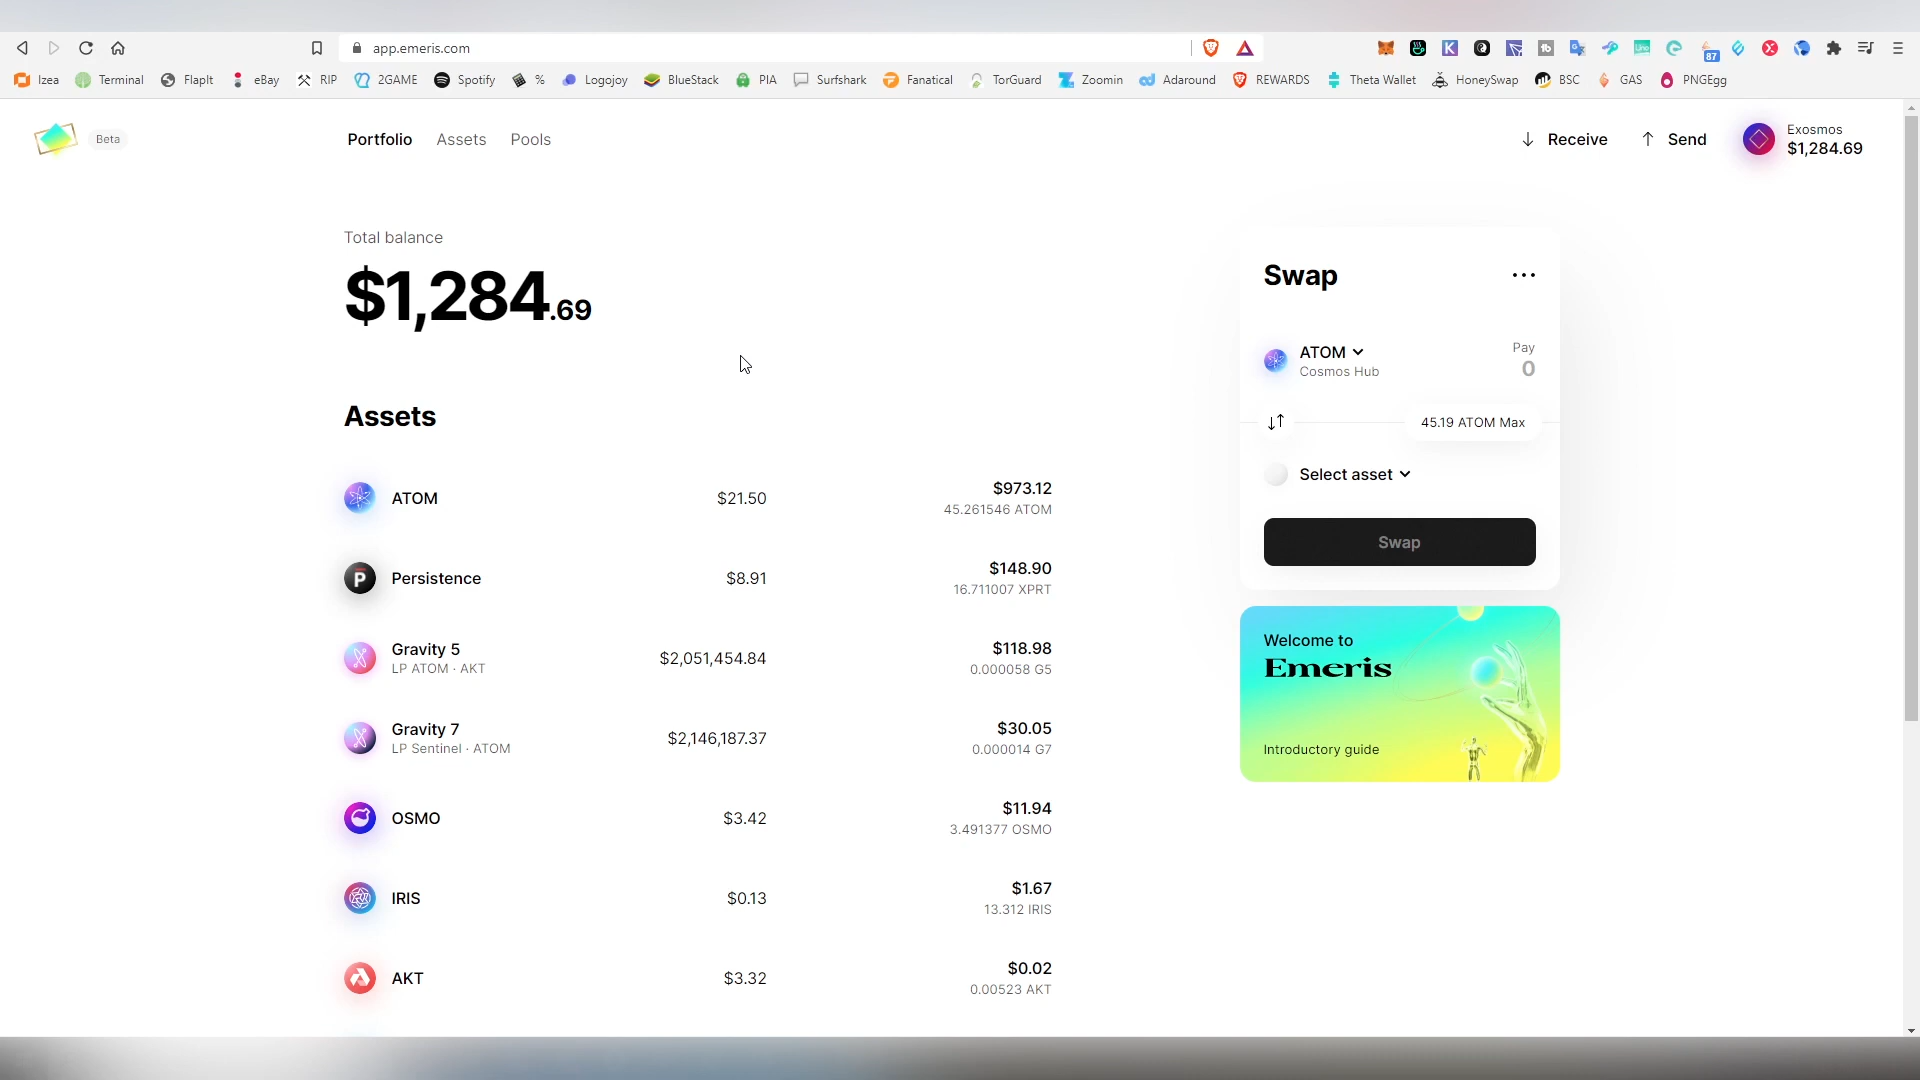 app.emeris.com
87
Izea
Terminal
FlapIt
eBay
RIP
2GAME
Spotify
%
Logojoy
BlueStack
PIA
Surfshark
Fanatical
TorGuard
Zoomin
Adaround
REWARDS
Theta Wallet
HoneySwap
BSC
GAS
PNGEgg
Beta
Portfolio
Assets
Pools
Receive
Send
Exosmos
$1,284.69
Total balance
$1,284.69
Assets
ATOM
$21.50
$973.12
45.261546 ATOM
Persistence
$8.91
$148.90
16.711007 XPRT
Gravity 5
LP ATOM · AKT
$2,051,454.84
$118.98
0.000058 G5
Gravity 7
LP Sentinel · ATOM
$2,146,187.37
$30.05
0.000014 G7
OSMO
$3.42
$11.94
3.491377 OSMO
IRIS
$0.13
$1.67
13.312 IRIS
AKT
$3.32
$0.02
0.00523 AKT
Swap
ATOM
Cosmos Hub
Pay
0
45.19 ATOM Max
Select asset
Swap
Welcome to
Emeris
Introductory guide